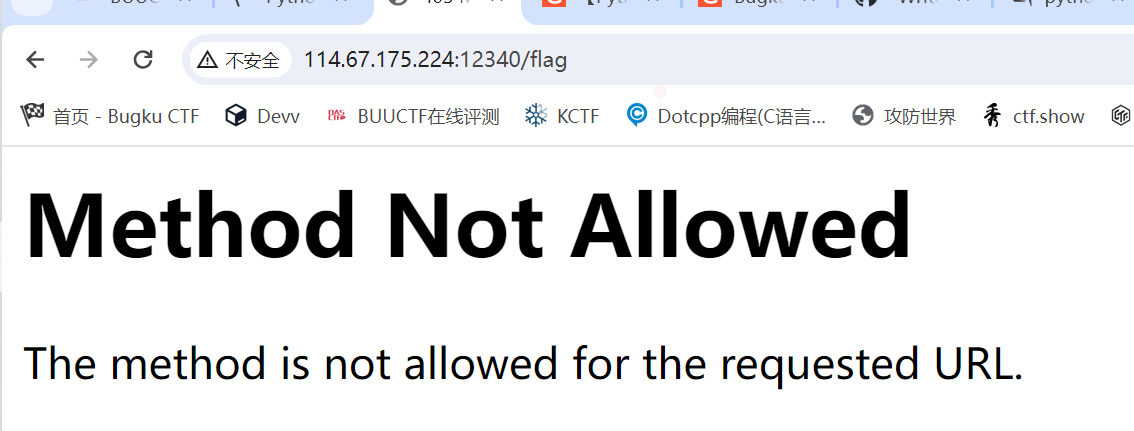 不安全 114.67.175.224:12340/flag
首页 - Bugku CTF Devv BUUCTF在线评测 KCTF Dotcpp编程(C语言... 攻防世界 ctf.show
Method Not Allowed
The method is not allowed for the requested URL.